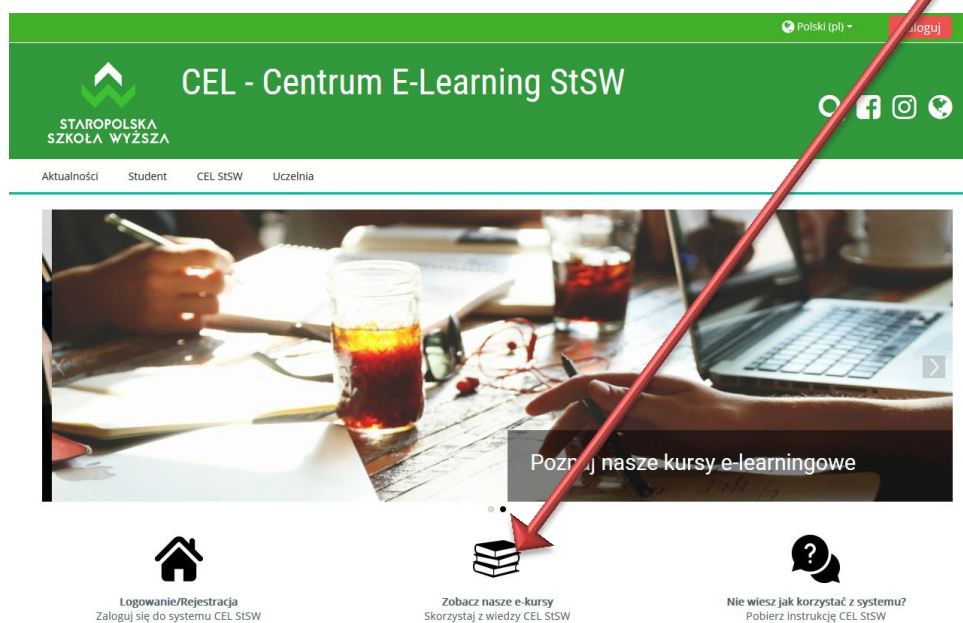 Polski (pl)
CEL - Centrum E-Learning StSW
STAROPOLSKA
SZKOŁA WYŻSZA
Aktualności Student CEL StSW Uczelnia
nasze kursy e-learningowe
Logowanie/Rejestracja
Zaloguj się do systemu CEL StSW
Zobacz nasze e-kursy
Skorzystaj z wiedzy CEL StSW
Nie wiesz jak korzystać z systemu?
Pobierz instrukcję CEL StSW